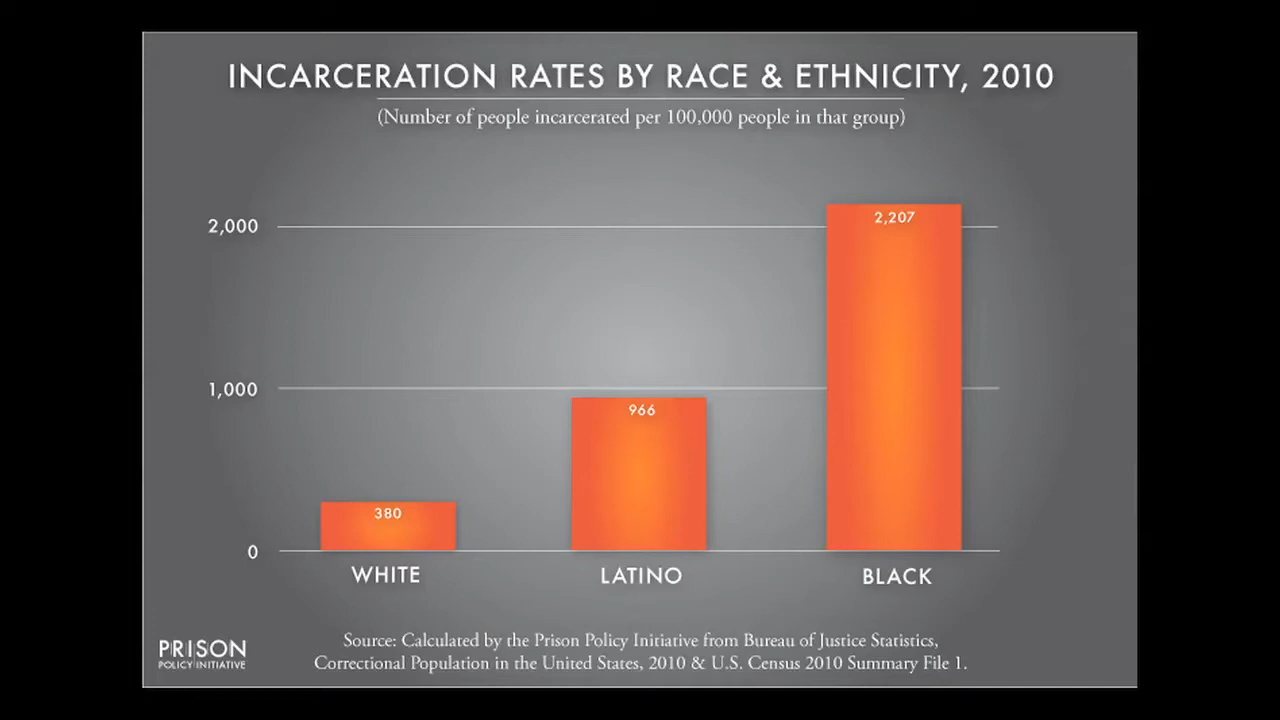 INCARCERATION RATES BY RACE & ETHNICITY, 2010
(Number of people incarcerated per 100,000 people in that group)
2,000
1,000
0
380
966
2,207
WHITE
LATINO
BLACK
Source: Calculated by the Prison Policy Initiative from Bureau of Justice Statistics,
Correctional Population in the United States, 2010 & U.S. Census 2010 Summary File 1.
PRISON
POLICY INITIATIVE